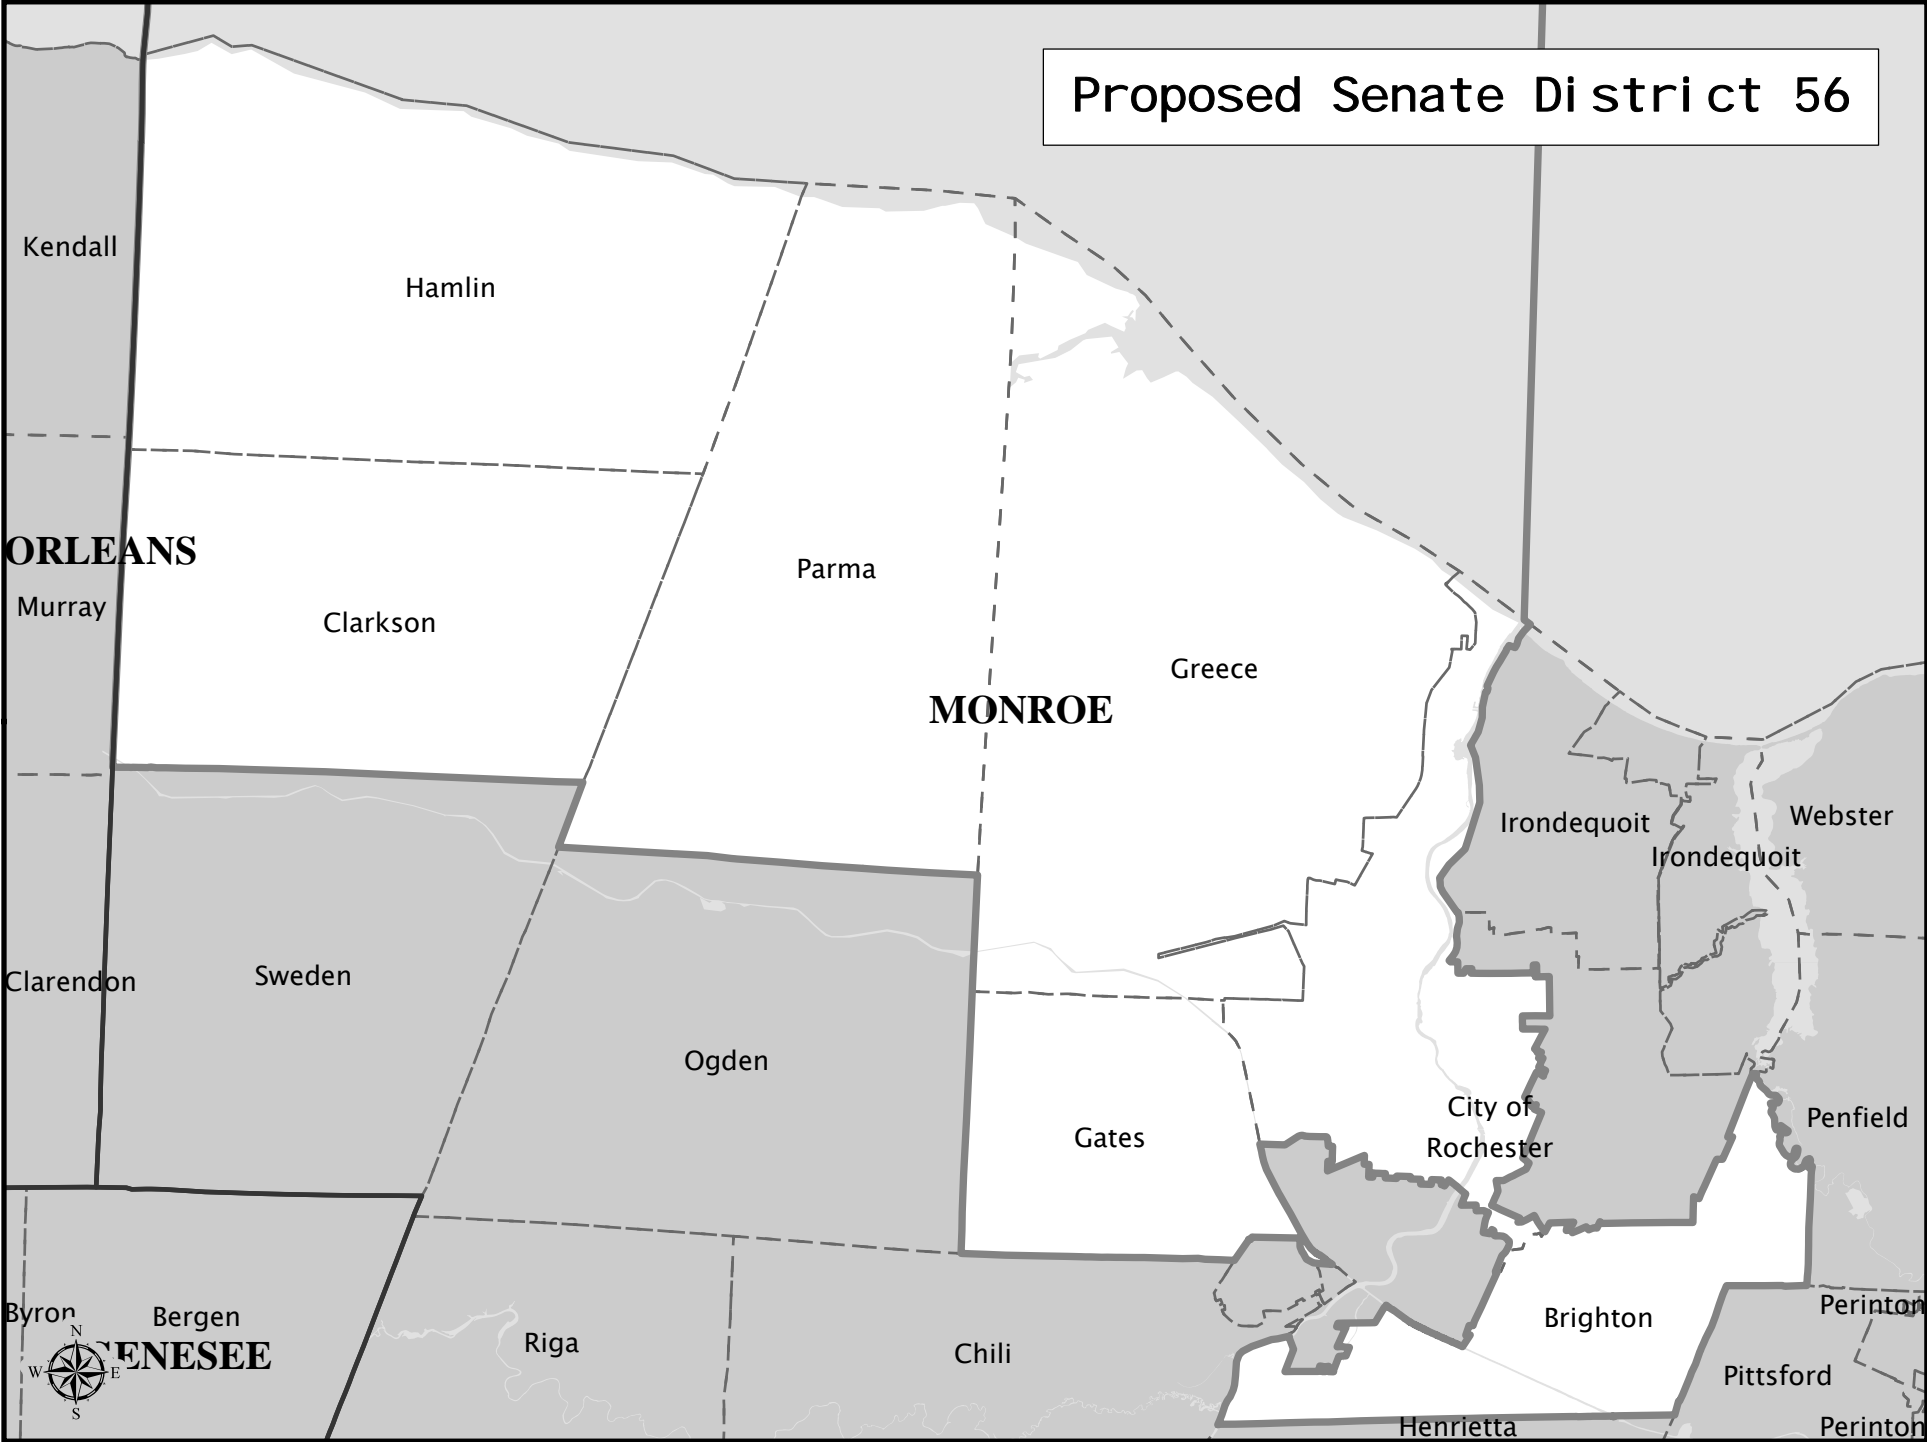 Proposed Senate District 56
Kendall
Hamlin
ORLEANS
Murray
Clarkson
Parma
Greece
MONROE
Irondequoit
Webster
Irondequoit
Clarendon
Sweden
Ogden
Gates
City of
Rochester
Penfield
Byron
Bergen
GENESEE
N
W
E
S
Riga
Chili
Brighton
Perinton
Pittsford
Henrietta
Perinton